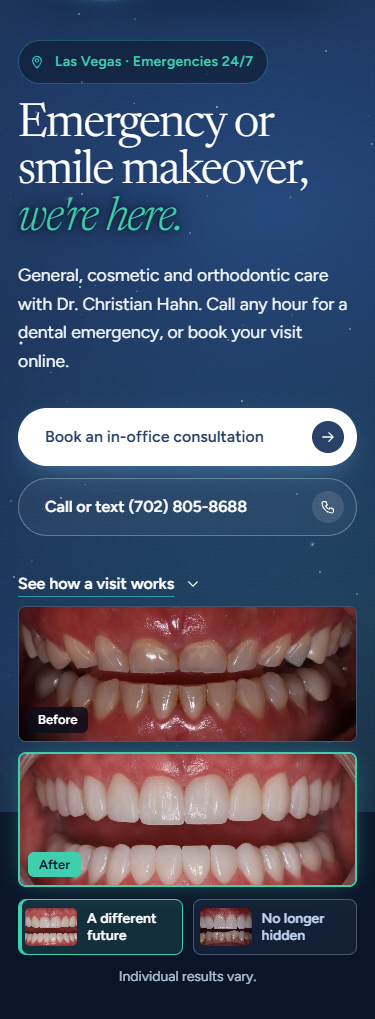 Las Vegas · Emergencies 24/7
Emergency or
smile makeover,
we're here.
General, cosmetic and orthodontic care
with Dr. Christian Hahn. Call any hour for a
dental emergency, or book your visit
online.
Book an in-office consultation
Call or text (702) 805-8688
See how a visit works
Before
After
A different
future
No longer
hidden
Individual results vary.